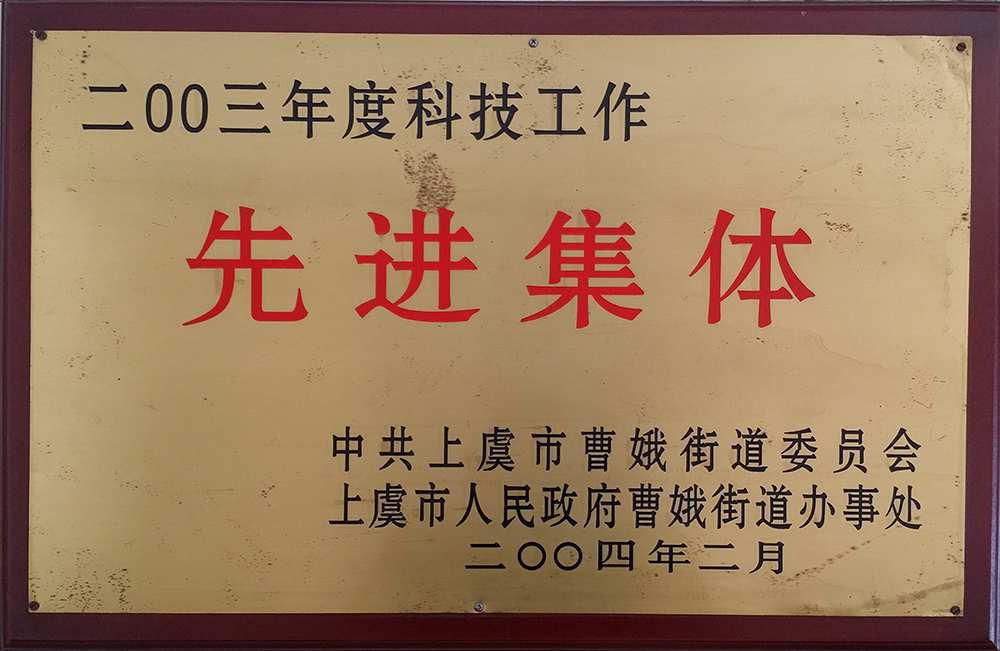 二00三年度科技工作
先进集体
中共上虞市曹娥街道委员会
上虞市人民政府曹娥街道办事处
二〇〇四年二月